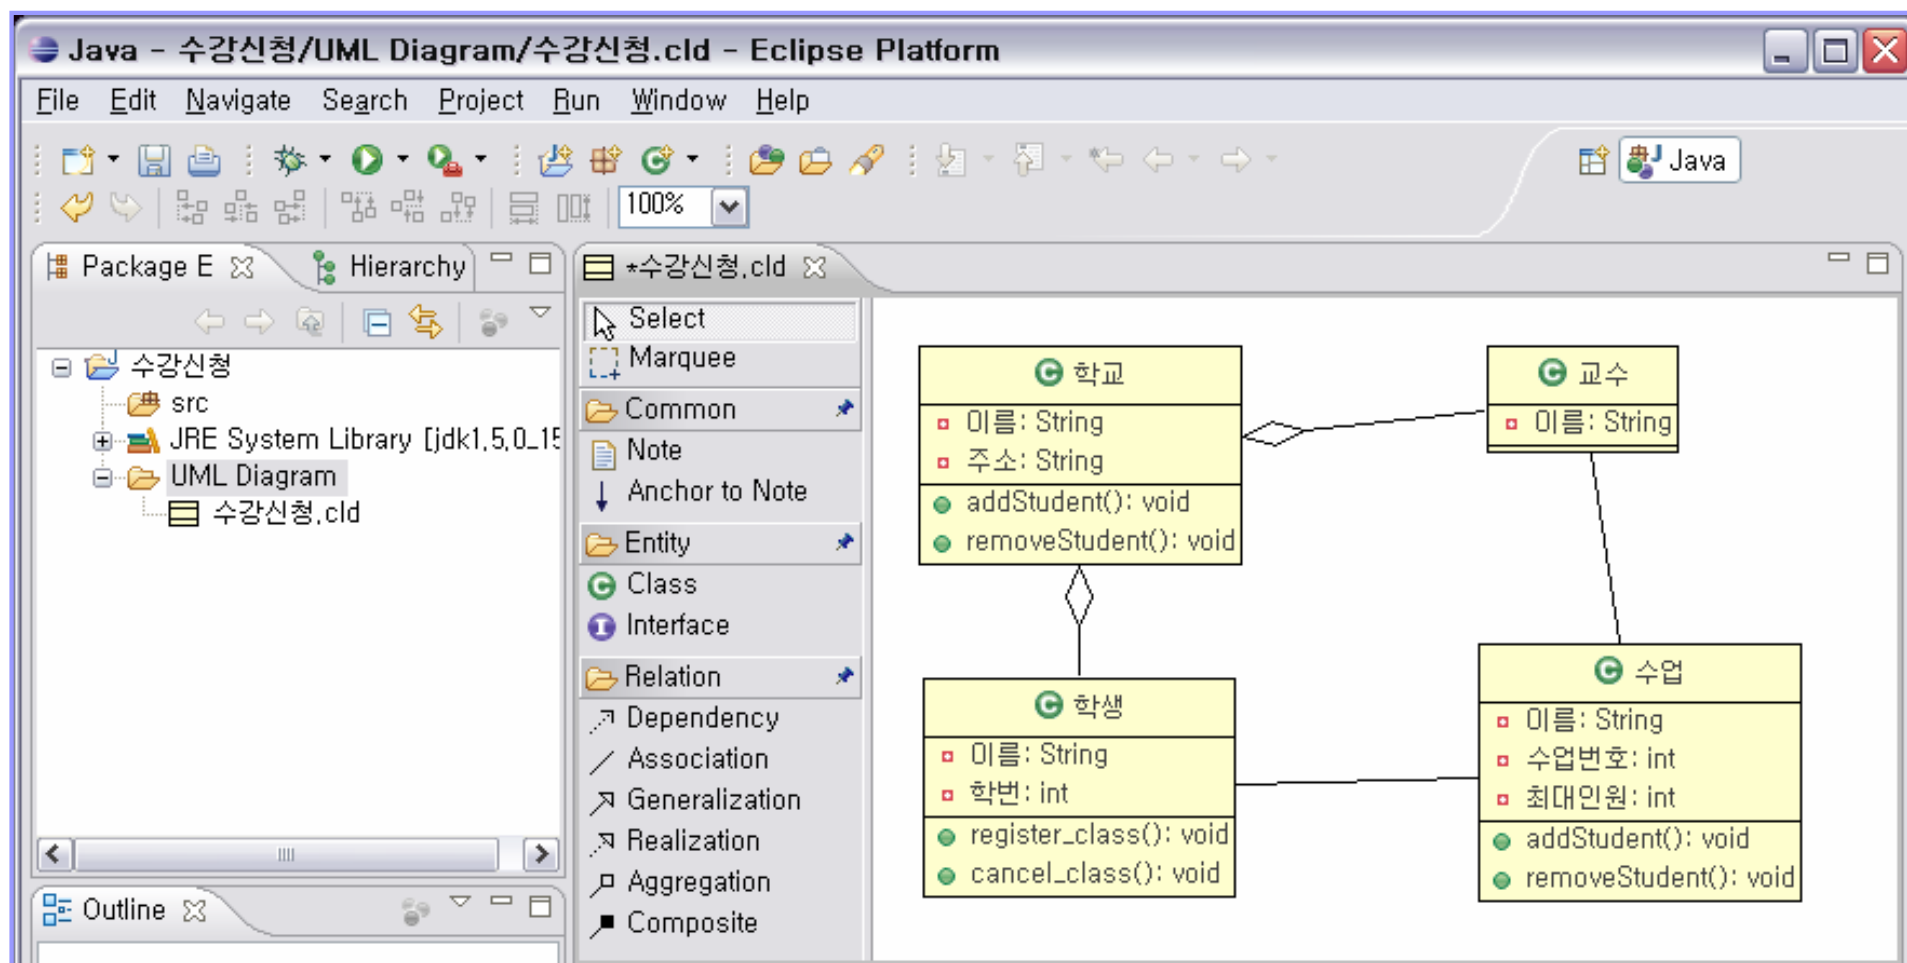 Java - 수강신청/UML Diagram/수강신청.cld - Eclipse Platform
File Edit Navigate Search Project Run Window Help
Java
100%
Package E
Hierarchy
수강신청
src
JRE System Library [jdk1,5,0_15
UML Diagram
수강신청,cld
Outline
*수강신청,cld
Select
Marquee
Common
Note
Anchor to Note
Entity
Class
Interface
Relation
Dependency
Association
Generalization
Realization
Aggregation
Composite
학교
이름: String
주소: String
addStudent(): void
removeStudent(): void
교수
이름: String
학생
이름: String
학번: int
register_class(): void
cancel_class(): void
수업
이름: String
수업번호: int
최대인원: int
addStudent(): void
removeStudent(): void